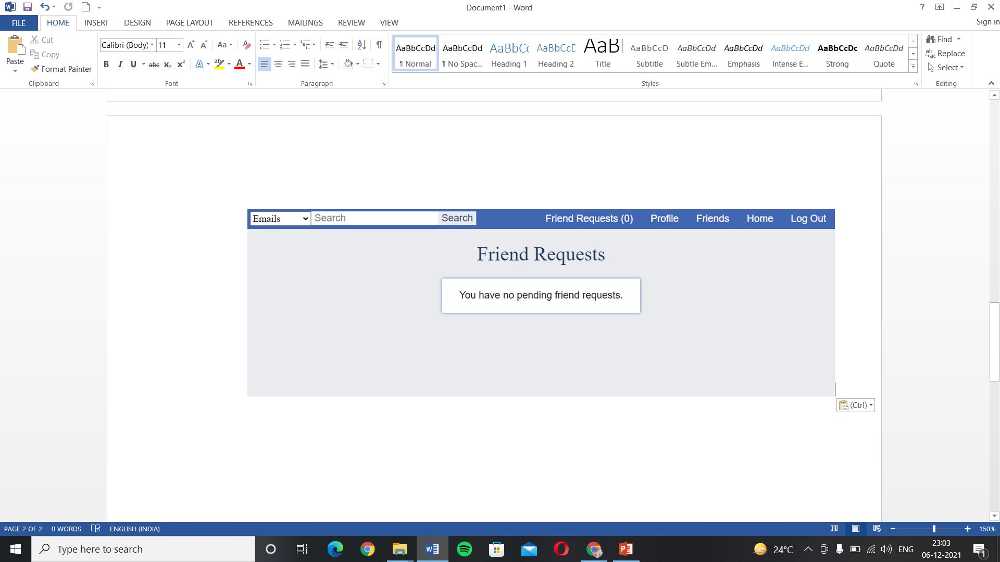 Document1 - Word
Sign in
FILE HOME INSERT DESIGN PAGE LAYOUT REFERENCES MAILINGS REVIEW VIEW
Paste
Cut
Copy
Format Painter
Clipboard
Calibri (Body) 11
Font
Paragraph
AaBbCcDd AaBbCcDd AaBbCc AaBbCcD AaBl AaBbCcD AaBbCcDd AaBbCcDd AaBbCcDd AaBbCcDc AaBbCcDd
¶ Normal ¶ No Spac... Heading 1 Heading 2 Title Subtitle Subtle Em... Emphasis Intense E... Strong Quote
Styles
Find
Replace
Select
Editing
Emails Search Search Friend Requests (0) Profile Friends Home Log Out
Friend Requests
You have no pending friend requests.
(Ctrl)
PAGE 2 OF 2 0 WORDS ENGLISH (INDIA) 150%
Type here to search
24°C ENG
23:03
06-12-2021
1